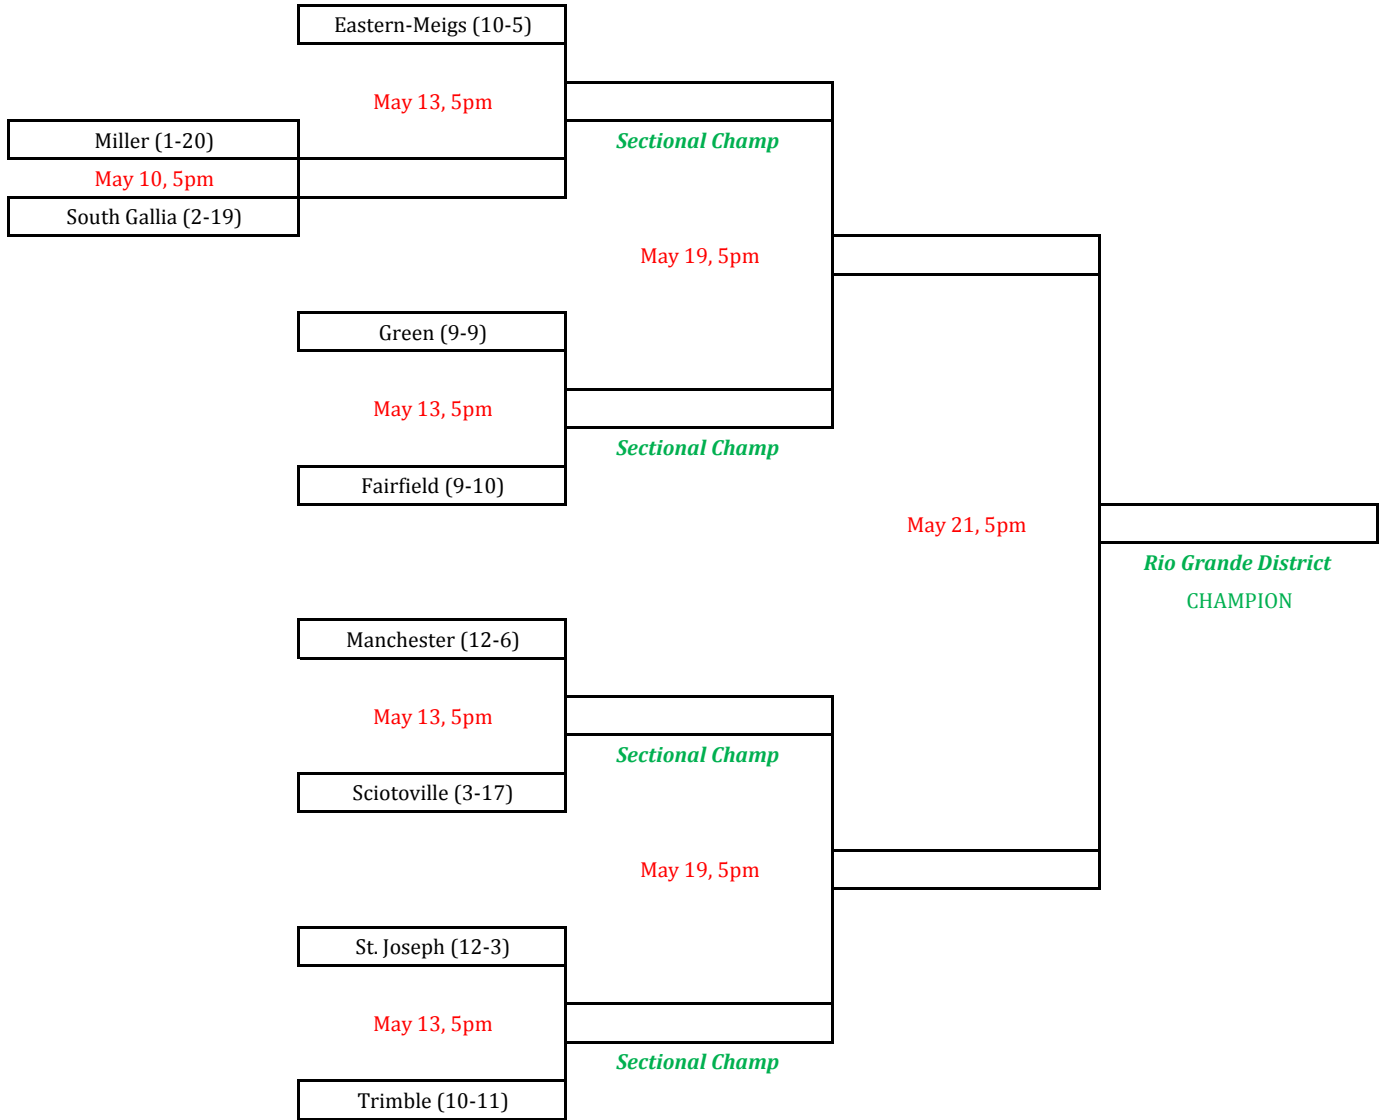 Eastern-Meigs (10-5)
May 13, 5pm
Miller (1-20)
Sectional Champ
May 10, 5pm
South Gallia (2-19)
May 19, 5pm
Green (9-9)
May 13, 5pm
Sectional Champ
Fairfield (9-10)
May 21, 5pm
Rio Grande District
CHAMPION
Manchester (12-6)
May 13, 5pm
Sectional Champ
Sciotoville (3-17)
May 19, 5pm
St. Joseph (12-3)
May 13, 5pm
Sectional Champ
Trimble (10-11)